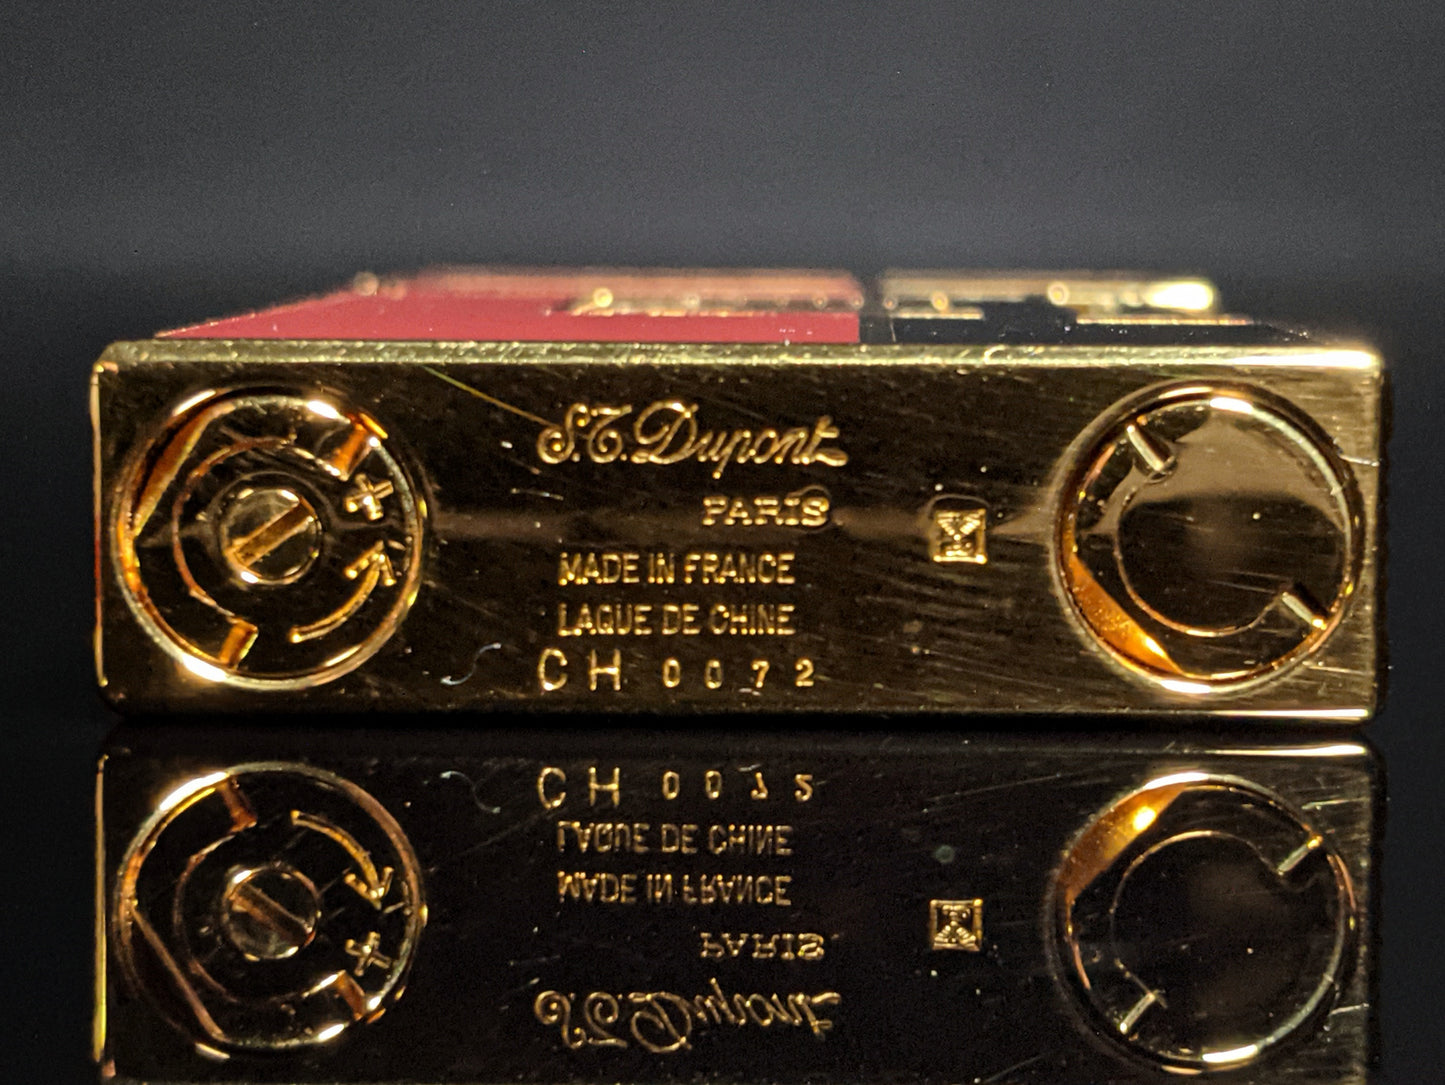 S.T. Dupont
PARIS
MADE IN FRANCE
LAQUE DE CHINE
CH 0072